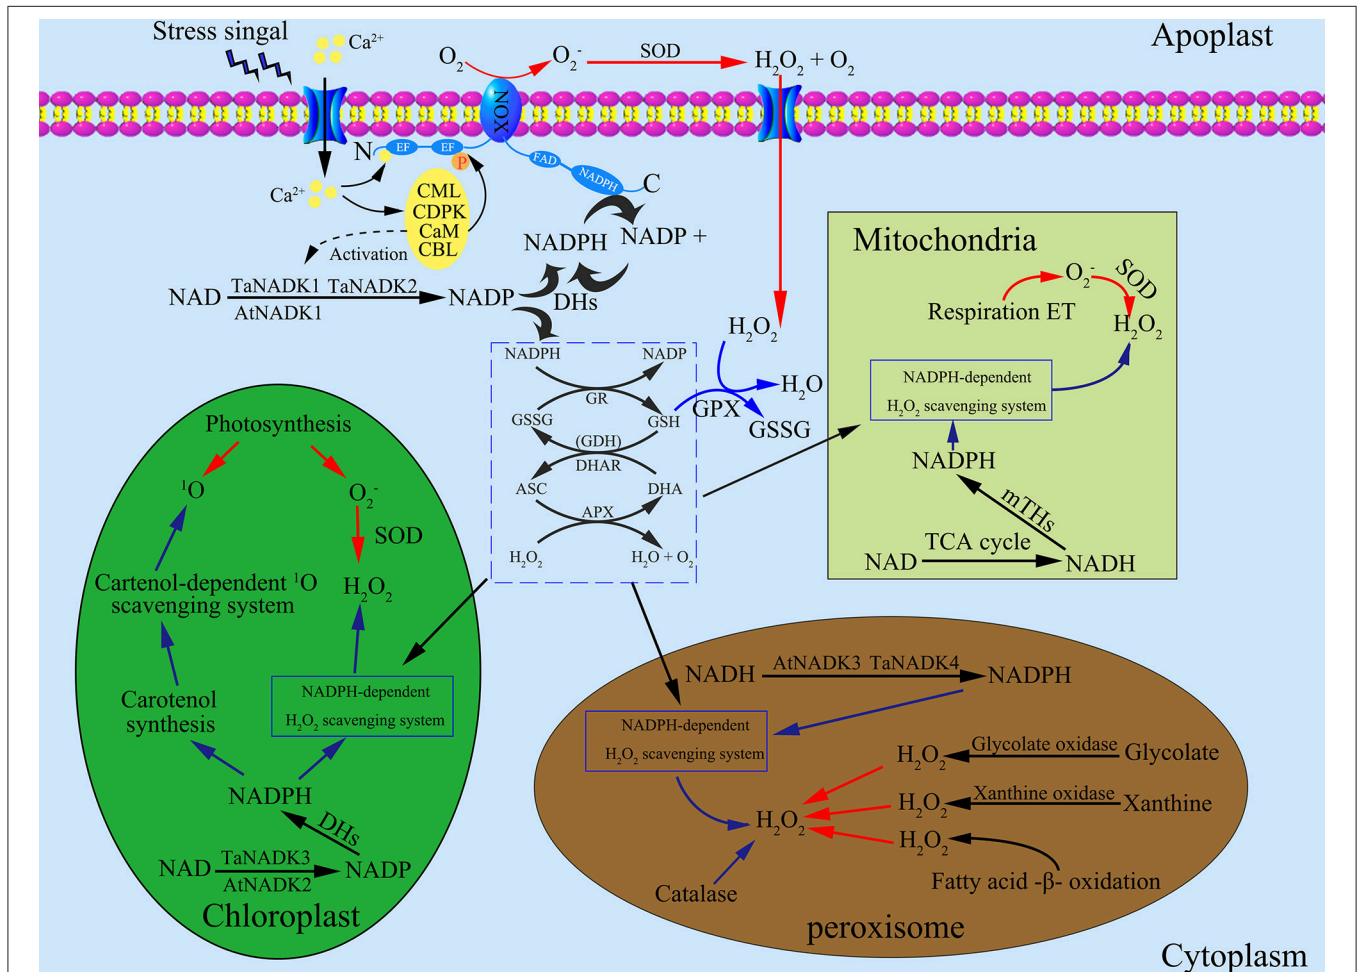 Stress singal
Ca²⁺
O₂
O₂⁻
SOD
H₂O₂ + O₂
Apoplast
NOX
N
EF
EF
P
FAD
NADPH
C
Ca²⁺
CML
CDPK
CaM
CBL
Activation
NADPH
NADP +
DHs
NAD
TaNADK1 TaNADK2
AtNADK1
NADP
H₂O₂
H₂O
GPX
GSSG
NADPH
NADP
GR
GSSG
GSH
(GDH)
DHAR
ASC
DHA
APX
H₂O₂
H₂O + O₂
Mitochondria
O₂⁻
SOD
Respiration ET
H₂O₂
NADPH-dependent
H₂O₂ scavenging system
NADPH
mTHs
TCA cycle
NAD
NADH
Photosynthesis
¹O
O₂⁻
SOD
Cartenol-dependent ¹O
scavenging system
H₂O₂
Carotenol
synthesis
NADPH-dependent
H₂O₂ scavenging system
NADPH
DHs
NAD
TaNADK3
AtNADK2
NADP
Chloroplast
NADH
AtNADK3 TaNADK4
NADPH
NADPH-dependent
H₂O₂ scavenging system
H₂O₂
Glycolate oxidase
Glycolate
H₂O₂
Xanthine oxidase
Xanthine
H₂O₂
H₂O₂
Fatty acid -β- oxidation
Catalase
peroxisome
Cytoplasm